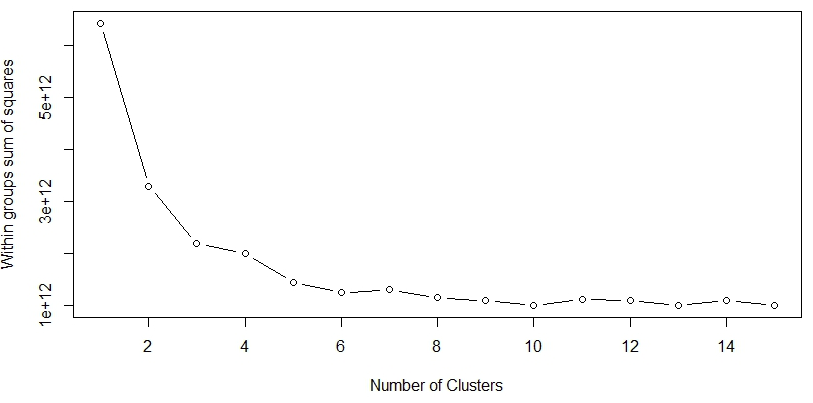 Within groups sum of squares
5e+12
3e+12
1e+12
2 4 6 8 10 12 14
Number of Clusters